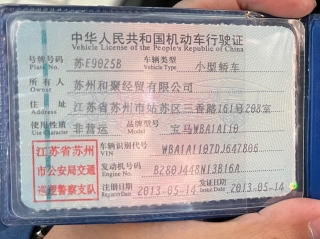 中华人民共和国机动车行驶证
Vehicle License of the People's Republic of China
号牌号码 苏E9025B 车辆类型 小型轿车
Plate No. Vehicle Type
所有人 苏州和聚经贸有限公司
Owner
住址 江苏省苏州市姑苏区三香路161号208室
Address
使用性质 非营运 品牌型号 宝马WBA1A110
Use Character Model
江苏省苏州
市公安局交通
巡逻警察支队
车辆识别代号 WBA1A1107DJ647806
VIN
发动机号码 B280J448N13B16A
Engine No.
注册日期 2013-05-14 发证日期 2013-05-14
Register Date Issue Date